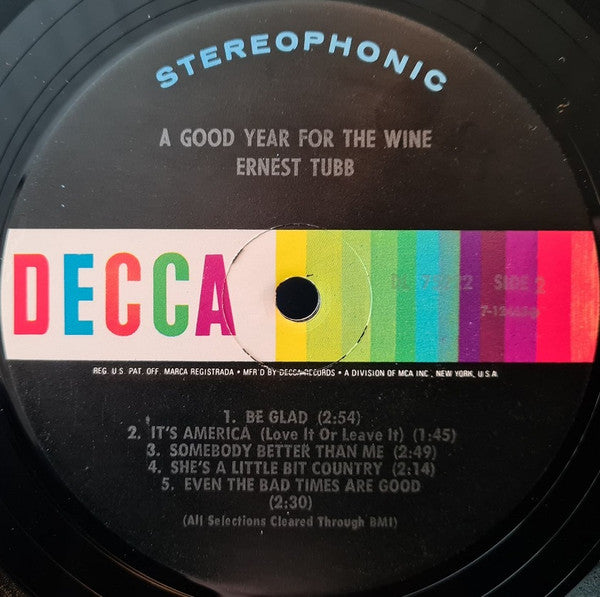 STEREOPHONIC
A GOOD YEAR FOR THE WINE
ERNEST TUBB
DECCA
SIDE 2
REG. U.S. PAT. OFF. MARCA REGISTRADA • MFR'D BY DECCA RECORDS • A DIVISION OF MCA INC., NEW YORK, U.S.A.
1. BE GLAD (2:54)
2. IT'S AMERICA (Love It Or Leave It) (1:45)
3. SOMEBODY BETTER THAN ME (2:49)
4. SHE'S A LITTLE BIT COUNTRY (2:14)
5. EVEN THE BAD TIMES ARE GOOD
(2:30)
(All Selections Cleared Through BMI)